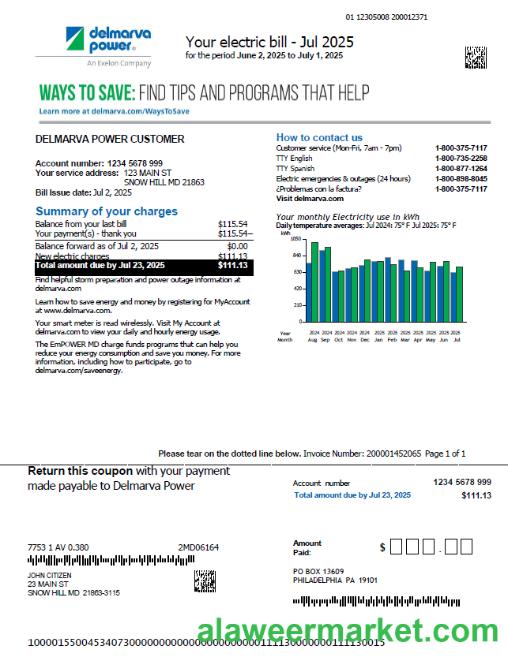 01 12305008 200012371
delmarva
power®
An Exelon Company
Your electric bill - Jul 2025
for the period June 2, 2025 to July 1, 2025
WAYS TO SAVE: FIND TIPS AND PROGRAMS THAT HELP
Learn more at delmarva.com/WaysToSave
DELMARVA POWER CUSTOMER
Account number: 1234 5678 999
Your service address: 123 MAIN ST
SNOW HILL MD 21863
Bill Issue date: Jul 2, 2025
Summary of your charges
Balance from your last bill $115.54
Your payment(s) - thank you $115.54–
Balance forward as of Jul 2, 2025 $0.00
New electric charges $111.13
Total amount due by Jul 23, 2025 $111.13
Find helpful storm preparation and power outage information at
delmarva.com
Learn how to save energy and money by registering for MyAccount
at www.delmarva.com.
Your smart meter is read wirelessly. Visit My Account at
delmarva.com to view your daily and hourly energy usage.
The EmPOWER MD charge funds programs that can help you
reduce your energy consumption and save you money. For more
information, including how to participate, go to
delmarva.com/saveenergy.
How to contact us
Customer service (Mon-Fri, 7am - 7pm) 1-800-375-7117
TTY English 1-800-735-2258
TTY Spanish 1-800-877-1264
Electric emergencies & outages (24 hours) 1-800-898-8045
¿Problemas con la factura? 1-800-375-7117
Visit delmarva.com
Your monthly Electricity use in kWh
Daily temperature averages: Jul 2024: 75° F Jul 2025: 75° F
kWh
1050
840
630
420
210
0
Year 2024 2024 2024 2024 2024 2025 2025 2025 2025 2025 2025 2025
Month Aug Sep Oct Nov Dec Jan Feb Mar Apr May Jun Jul
Please tear on the dotted line below. Invoice Number: 200001452065 Page 1 of 1
Return this coupon with your payment
made payable to Delmarva Power
Account number 1234 5678 999
Total amount due by Jul 23, 2025 $111.13
7753 1 AV 0.380 2MD06164
JOHN CITIZEN
23 MAIN ST
SNOW HILL MD 21863-3115
Amount
Paid: $ .
PO BOX 13609
PHILADELPHIA PA 19101
alaweermarket.com